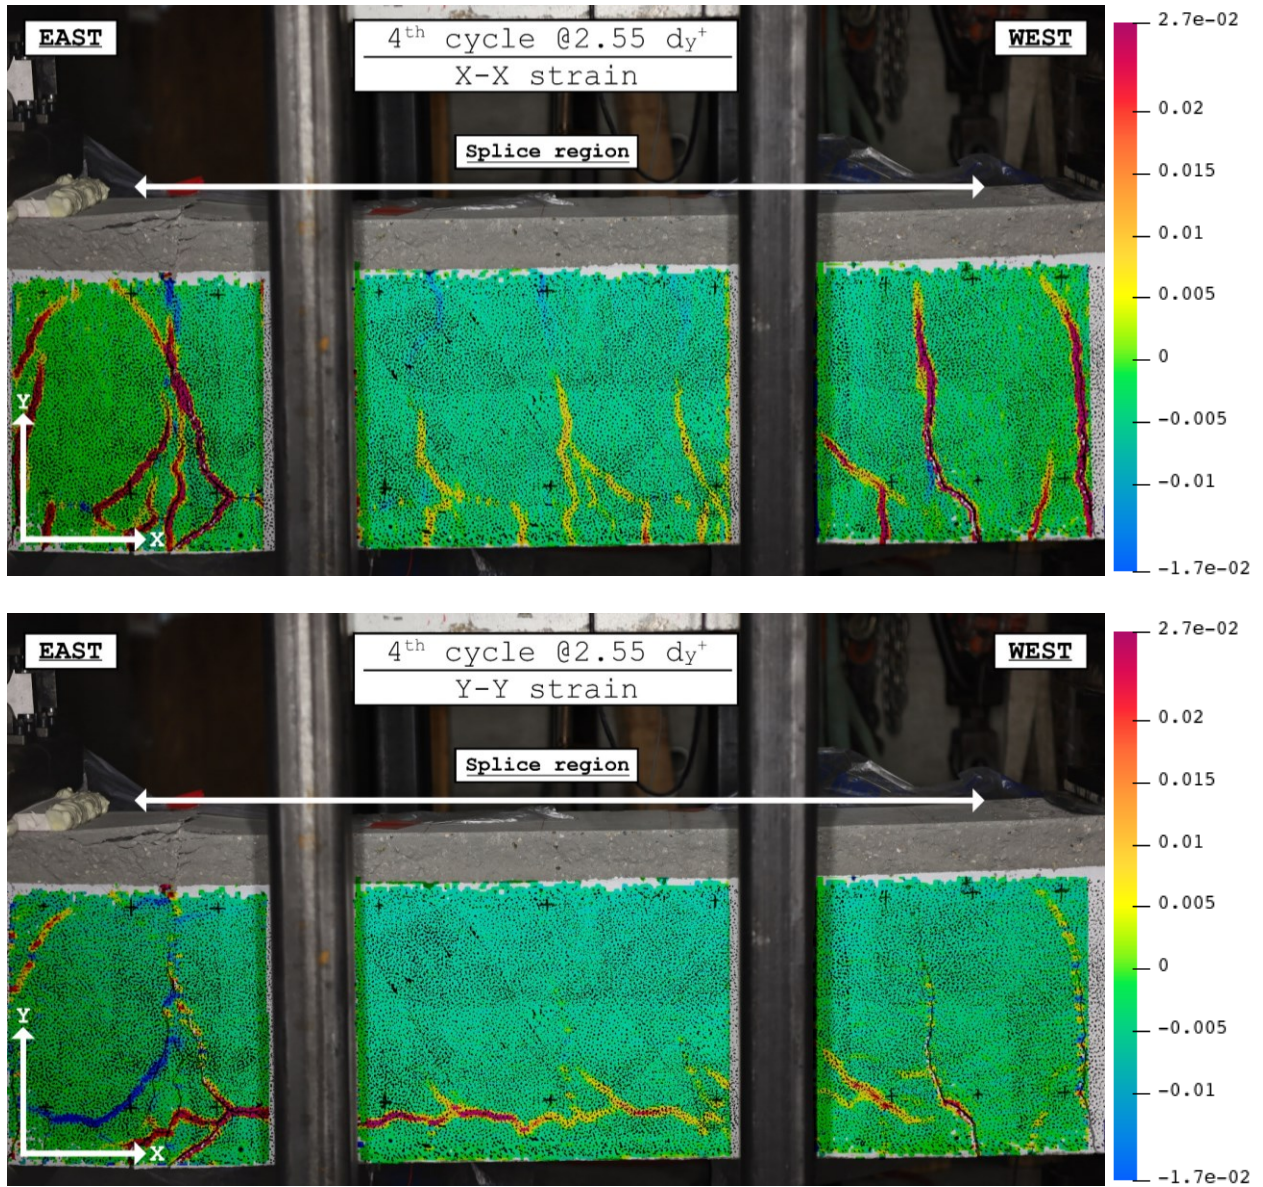 EAST
4th cycle @2.55 dy+
X-X strain
WEST
Splice region
Y
X
2.7e-02
0.02
0.015
0.01
0.005
0
-0.005
-0.01
-1.7e-02
EAST
4th cycle @2.55 dy+
Y-Y strain
WEST
Splice region
Y
X
2.7e-02
0.02
0.015
0.01
0.005
0
-0.005
-0.01
-1.7e-02